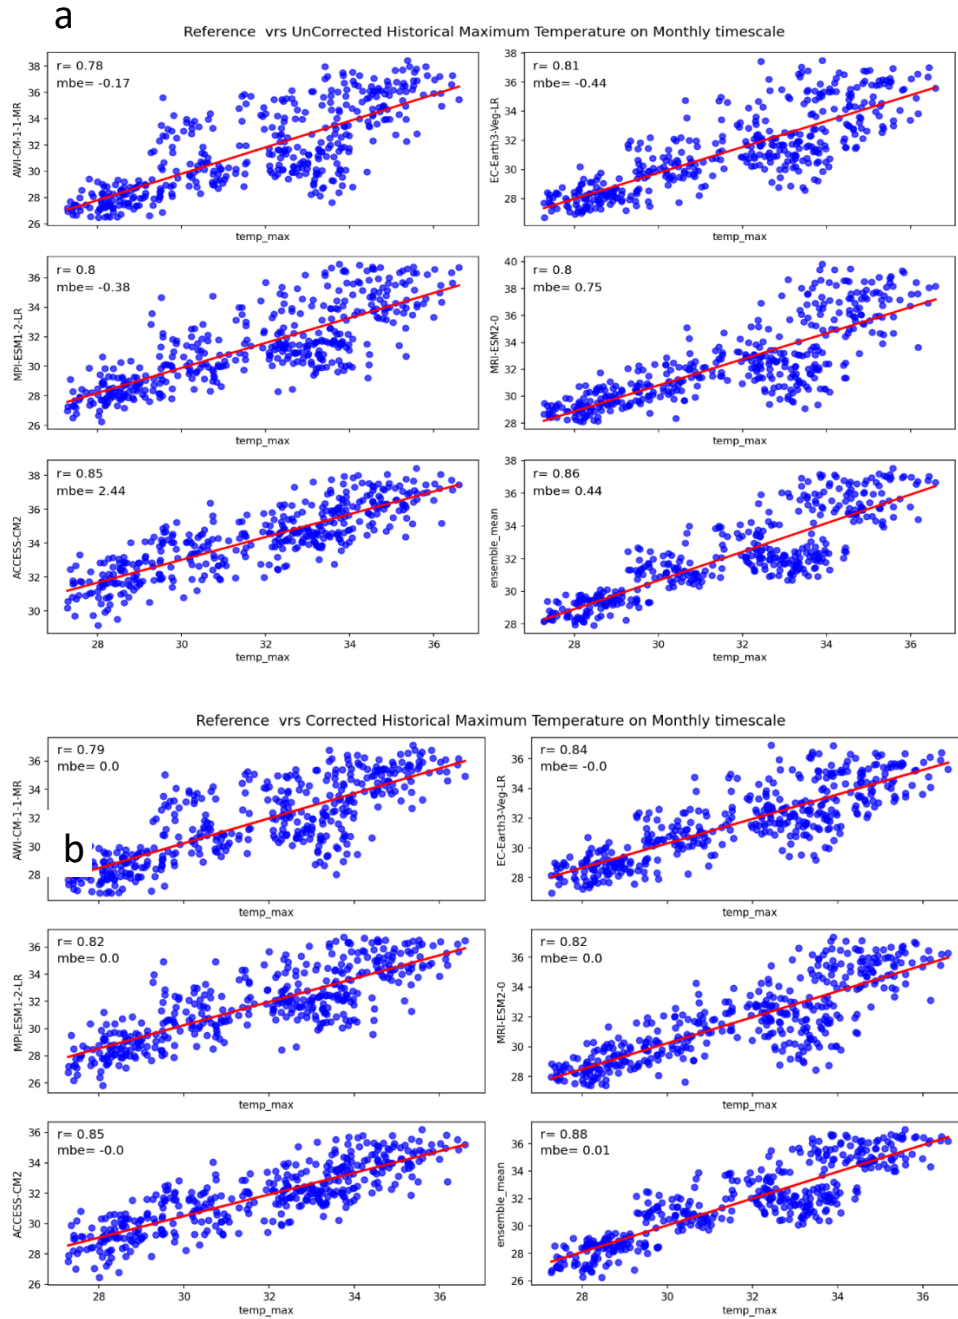 a
Reference  vrs UnCorrected Historical Maximum Temperature on Monthly timescale
r= 0.78
mbe= -0.17
AWI-CM-1-1-MR
38
36
34
32
30
28
26
temp_max
r= 0.81
mbe= -0.44
EC-Earth3-Veg-LR
38
36
34
32
30
28
temp_max
r= 0.8
mbe= -0.38
MPI-ESM1-2-LR
36
34
32
30
28
26
temp_max
r= 0.8
mbe= 0.75
MRI-ESM2-0
40
38
36
34
32
30
28
temp_max
r= 0.85
mbe= 2.44
ACCESS-CM2
38
36
34
32
30
28 30 32 34 36
temp_max
r= 0.86
mbe= 0.44
ensemble_mean
38
36
34
32
30
28
28 30 32 34 36
temp_max
Reference  vrs Corrected Historical Maximum Temperature on Monthly timescale
r= 0.79
mbe= 0.0
AWI-CM-1-1-MR
36
34
32
28
b
temp_max
r= 0.84
mbe= -0.0
EC-Earth3-Veg-LR
36
34
32
30
28
temp_max
r= 0.82
mbe= 0.0
MPI-ESM1-2-LR
36
34
32
30
28
26
temp_max
r= 0.82
mbe= 0.0
MRI-ESM2-0
36
34
32
30
28
temp_max
r= 0.85
mbe= -0.0
ACCESS-CM2
36
34
32
30
28
26
28 30 32 34 36
temp_max
r= 0.88
mbe= 0.01
ensemble_mean
36
34
32
30
28
26
28 30 32 34 36
temp_max